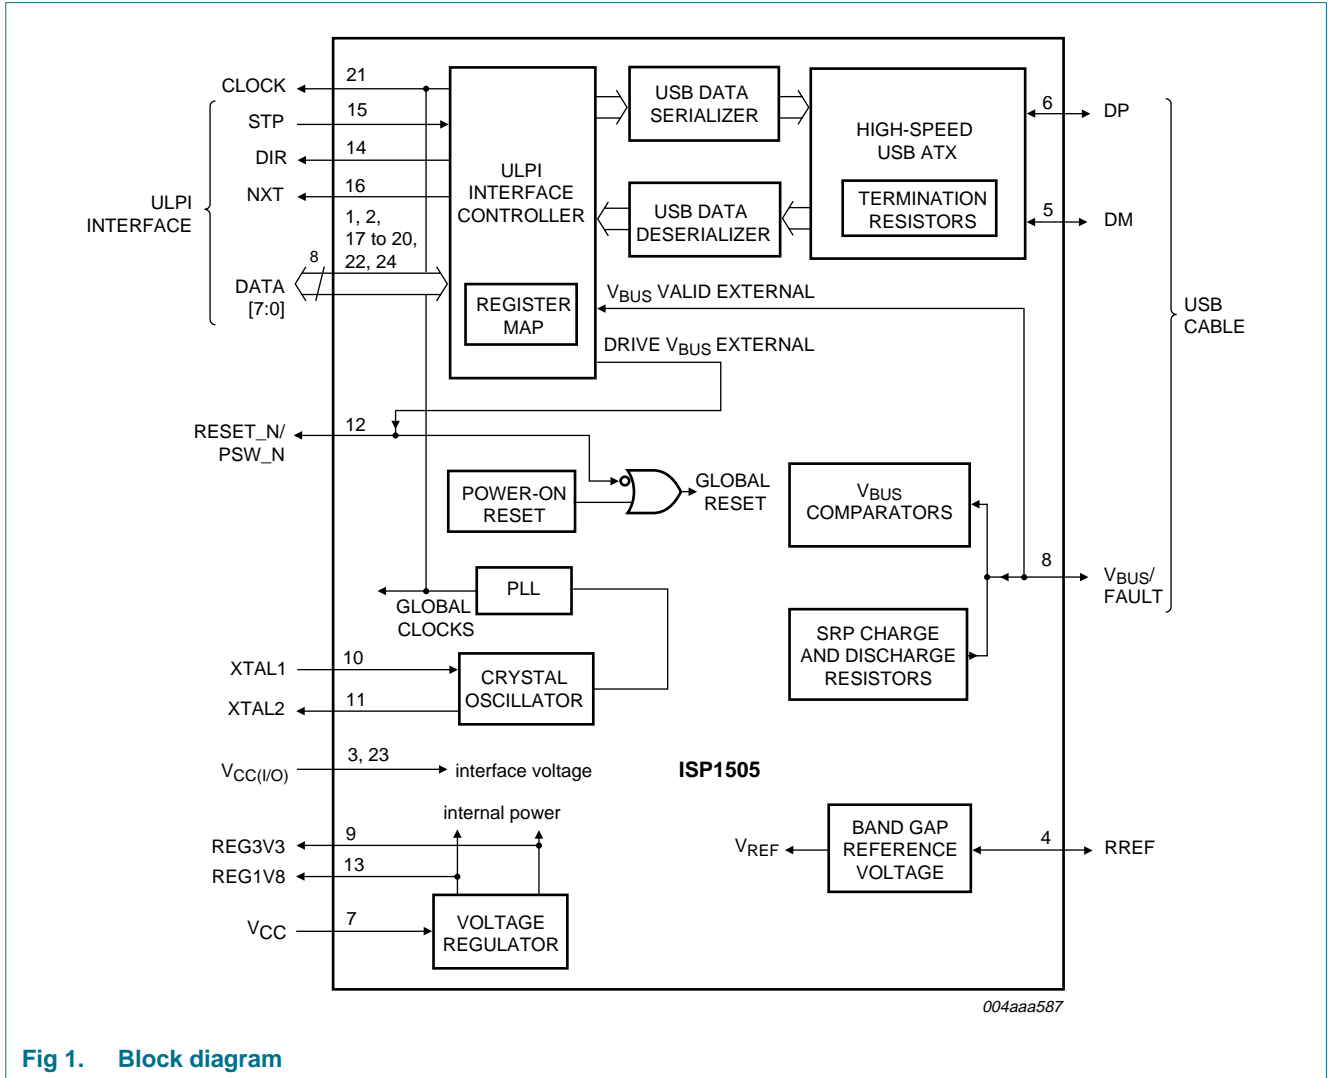 CLOCK
21
STP
15
DIR
14
NXT
16
ULPI
INTERFACE
1, 2,
17 to 20,
22, 24
8
DATA
[7:0]
ULPI
INTERFACE
CONTROLLER
REGISTER
MAP
USB DATA
SERIALIZER
USB DATA
DESERIALIZER
HIGH-SPEED
USB ATX
TERMINATION
RESISTORS
6
DP
5
DM
USB
CABLE
VBUS VALID EXTERNAL
DRIVE VBUS EXTERNAL
RESET_N/
PSW_N
12
POWER-ON
RESET
GLOBAL
RESET
VBUS
COMPARATORS
8
VBUS/
FAULT
SRP CHARGE
AND DISCHARGE
RESISTORS
PLL
GLOBAL
CLOCKS
XTAL1
10
XTAL2
11
CRYSTAL
OSCILLATOR
VCC(I/O)
3, 23
interface voltage
ISP1505
internal power
REG3V3
9
REG1V8
13
VCC
7
VOLTAGE
REGULATOR
VREF
BAND GAP
REFERENCE
VOLTAGE
4
RREF
004aaa587
Fig 1. Block diagram